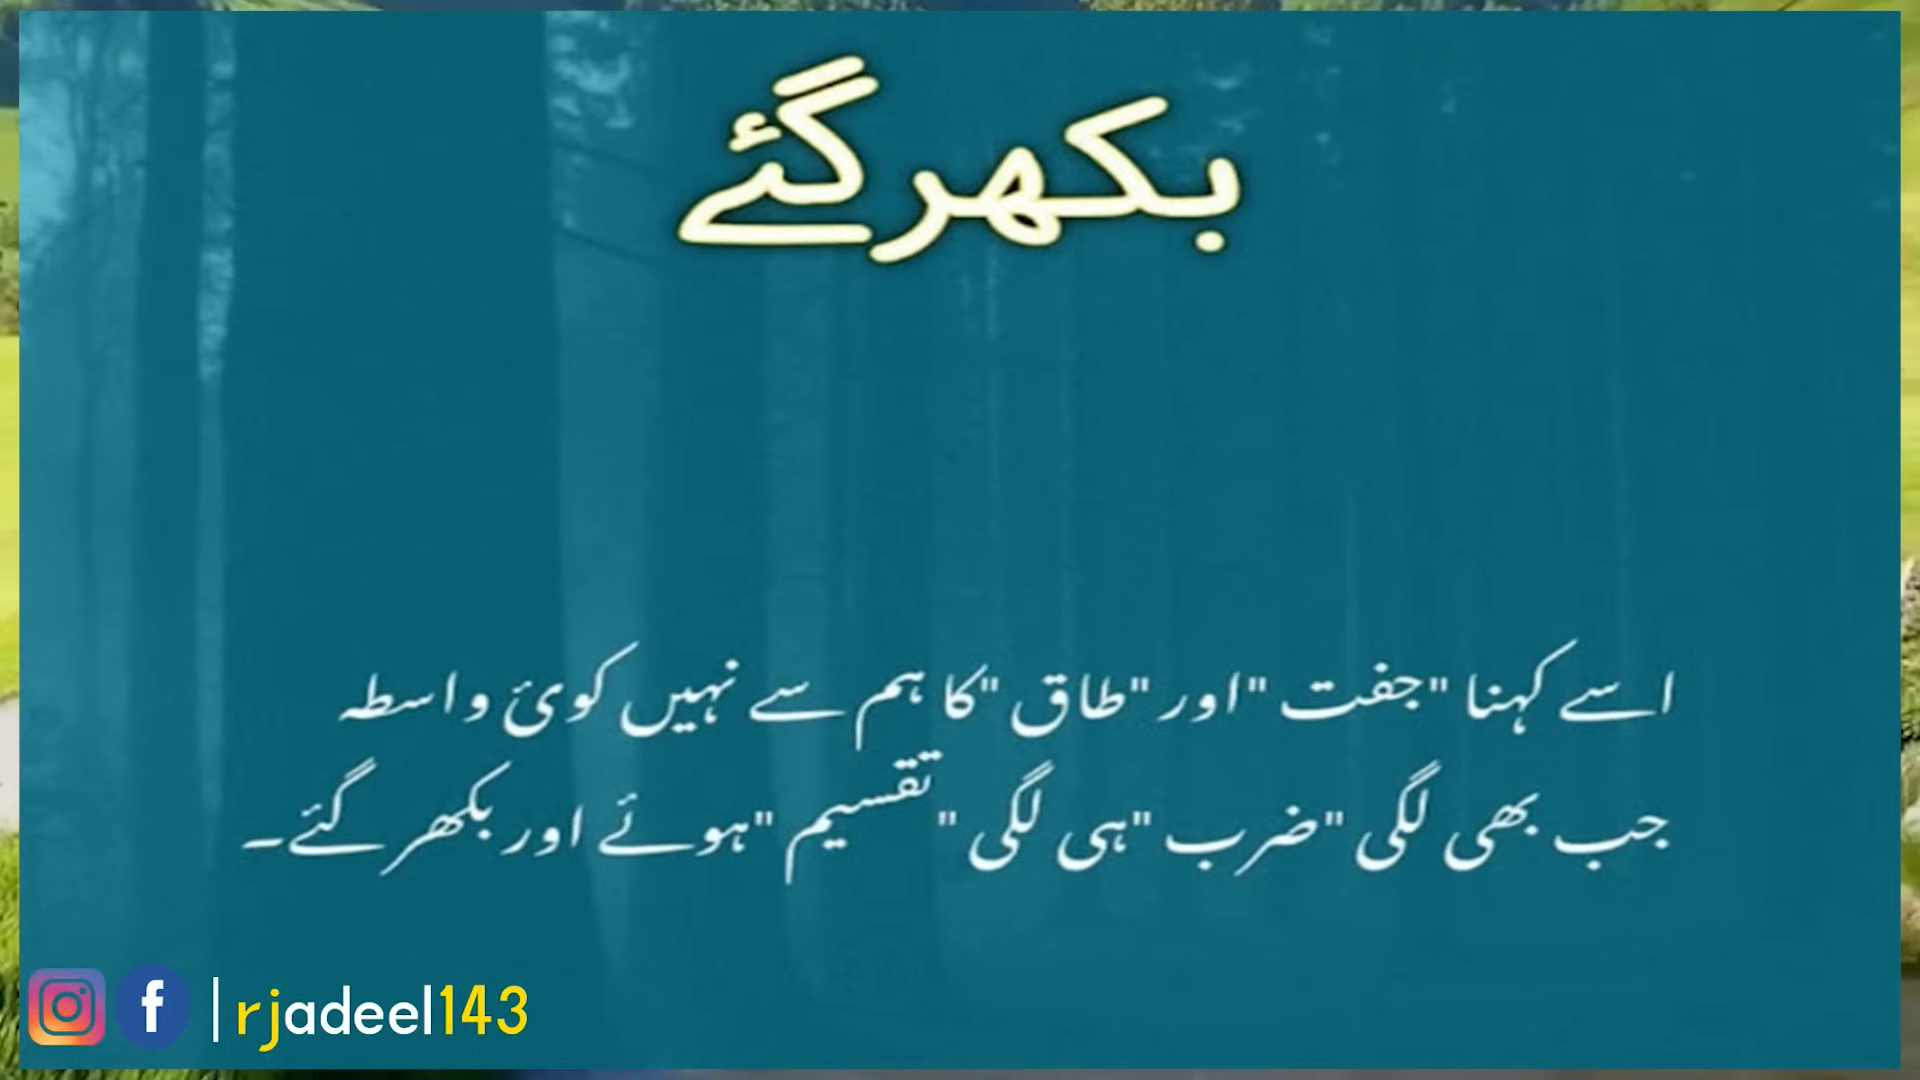 بکھر گئے
اسے کہنا "جفت "اور "طاق "کا ہم سے نہیں کوئ واسطہ
جب بھی لگی "ضرب "ہی لگی " تقسیم "ہوئے اور بکھر گئے۔
rjadeel143